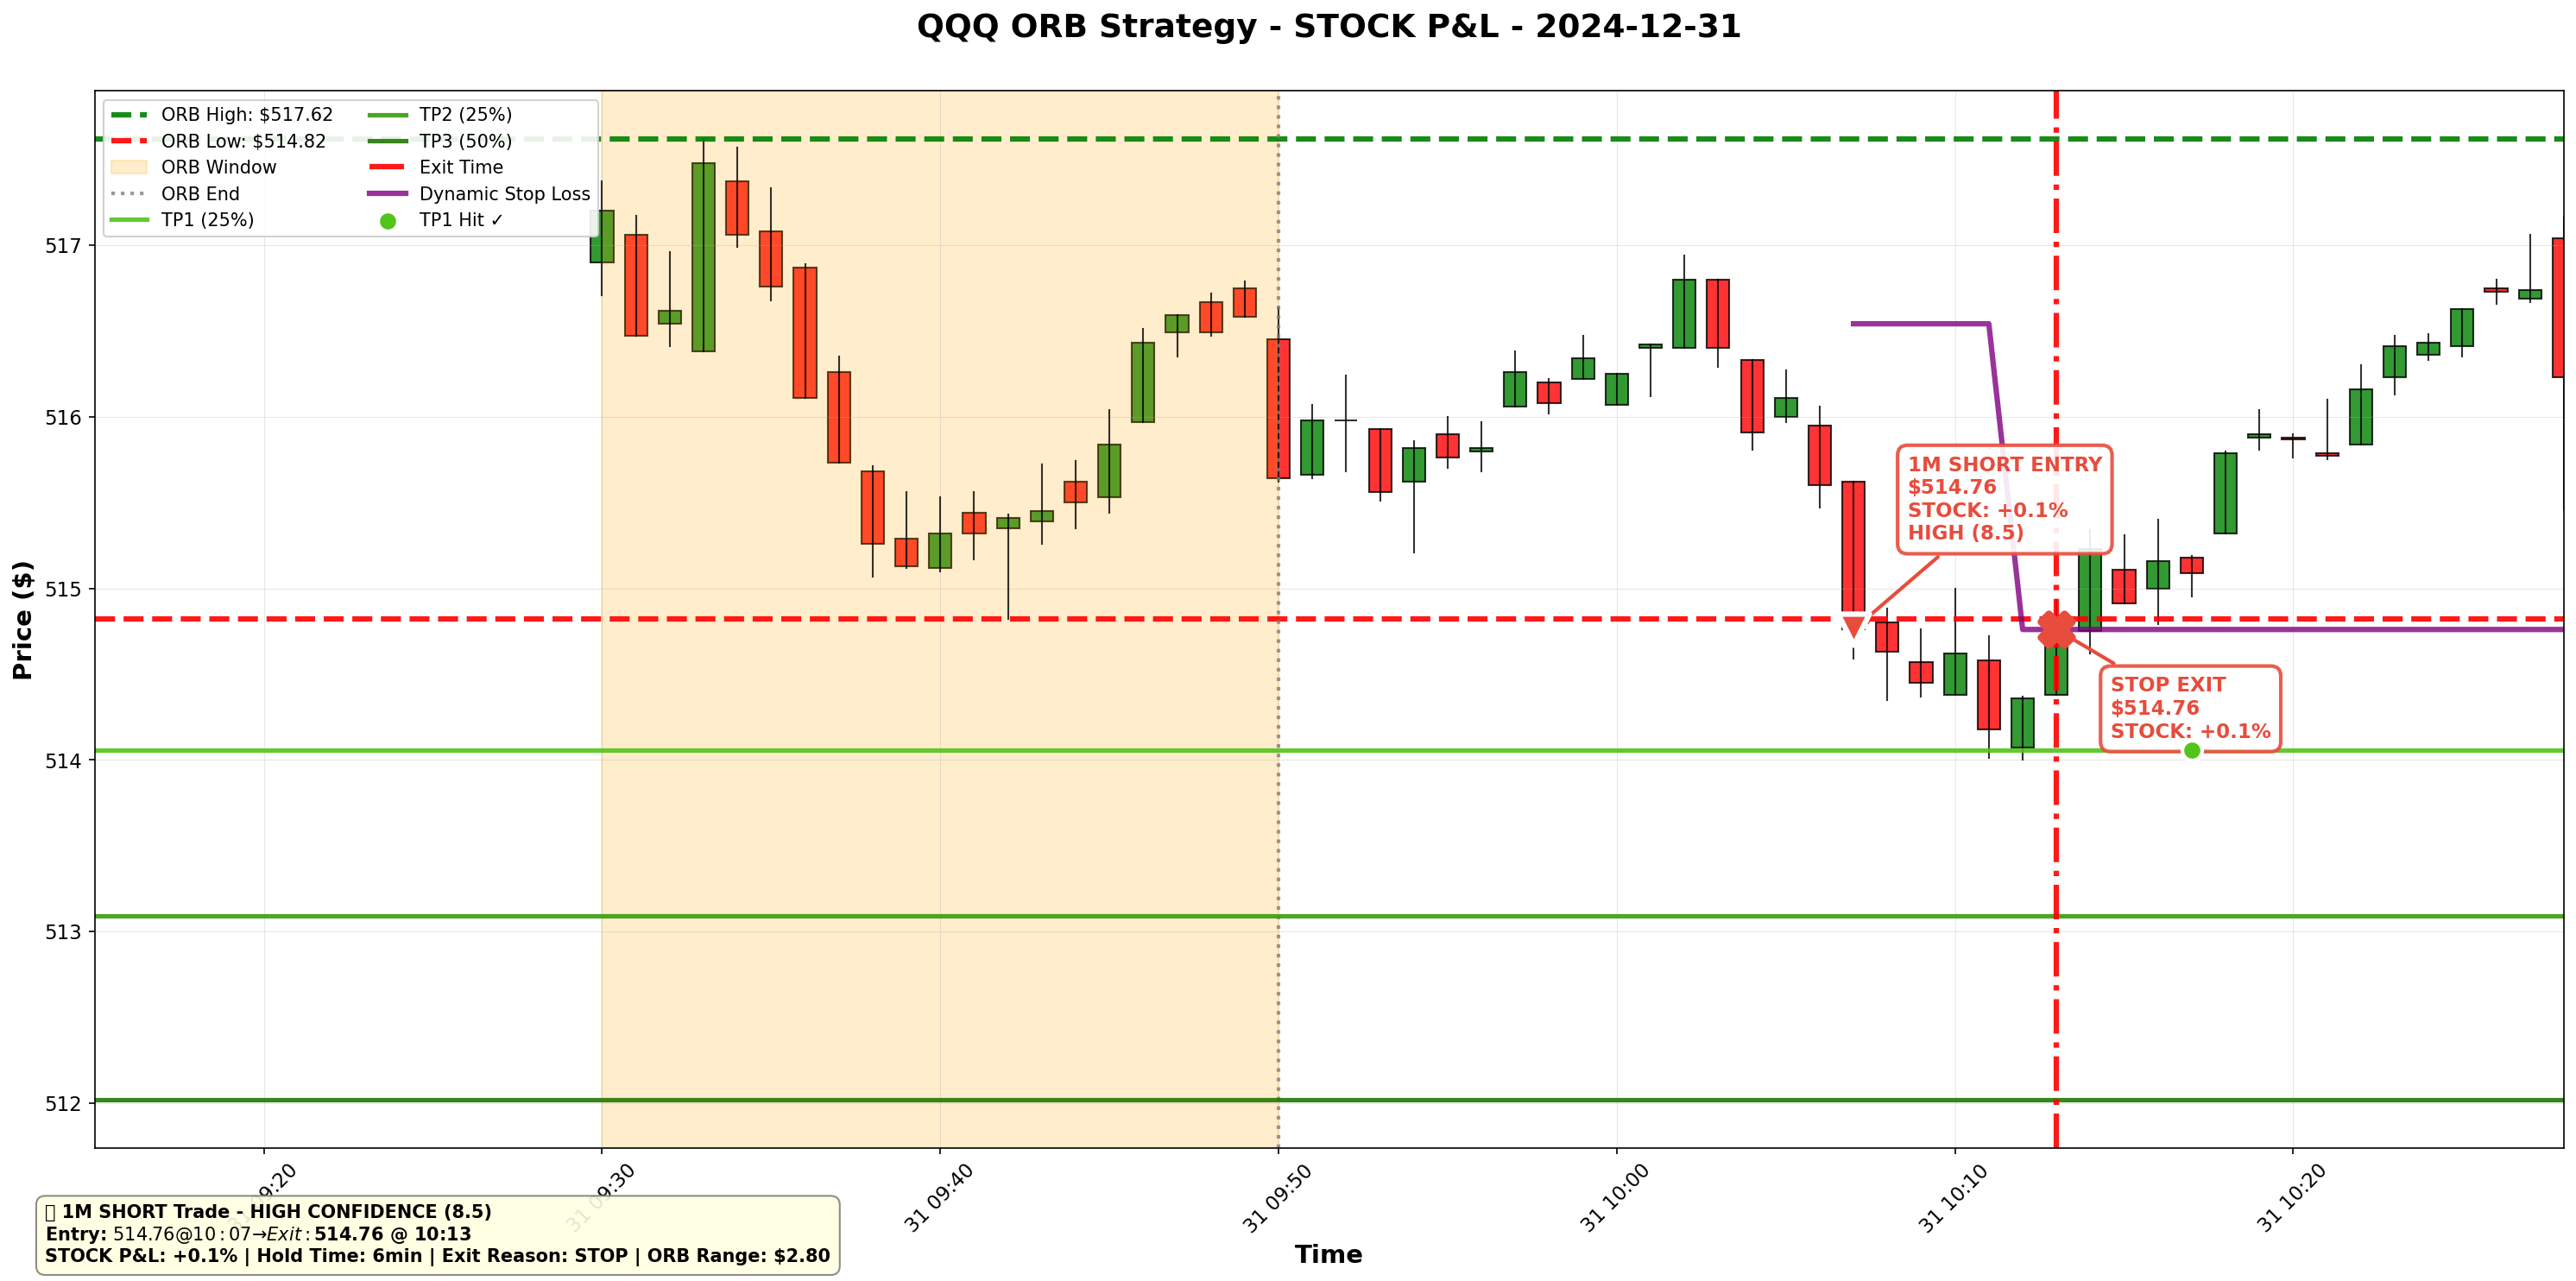 QQQ ORB Strategy - STOCK P&L - 2024-12-31
ORB High: $517.62
ORB Low: $514.82
ORB Window
ORB End
TP1 (25%)
TP2 (25%)
TP3 (50%)
Exit Time
Dynamic Stop Loss
TP1 Hit ✓
Price ($)
517
516
515
514
513
512
1M SHORT ENTRY
$514.76
STOCK: +0.1%
HIGH (8.5)
STOP EXIT
$514.76
STOCK: +0.1%
31 09:20
31 09:30
31 09:40
31 09:50
31 10:00
31 10:10
31 10:20
Time
1M SHORT Trade - HIGH CONFIDENCE (8.5)
Entry: 514.76@10:07→Exit:514.76 @ 10:13
STOCK P&L: +0.1% | Hold Time: 6min | Exit Reason: STOP | ORB Range: $2.80